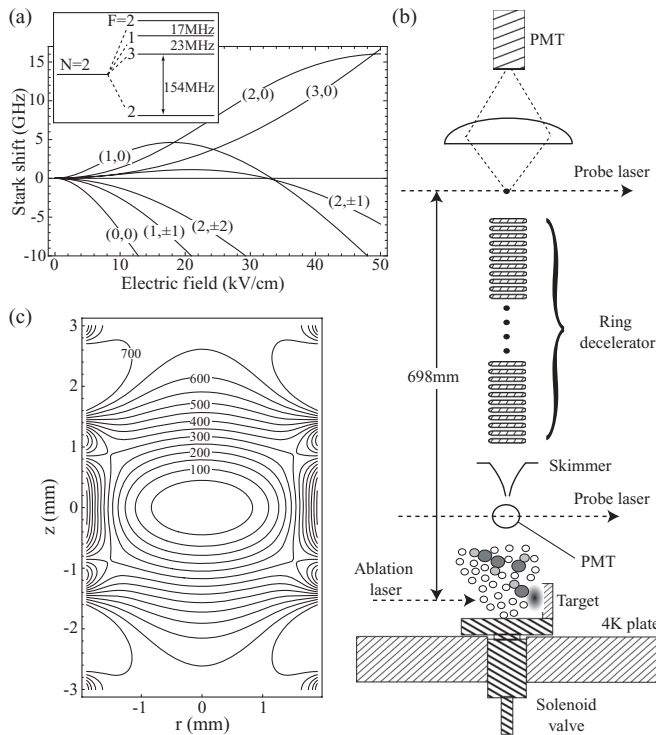 (a)
F=2
1
3
2
N=2
17MHz
23MHz
154MHz
(2,0)
(3,0)
(1,0)
(2,±1)
(2,±2)
(1,±1)
(0,0)
15
10
5
0
-5
-10
Stark shift (GHz)
0
10
20
30
40
50
Electric field (kV/cm)
(c)
3
2
1
0
-1
-2
-3
z (mm)
700
600
500
400
300
200
100
-1
0
1
r (mm)
(b)
PMT
Probe laser
Ring
decelerator
698mm
Skimmer
Probe laser
PMT
Ablation
laser
Target
4K plate
Solenoid
valve